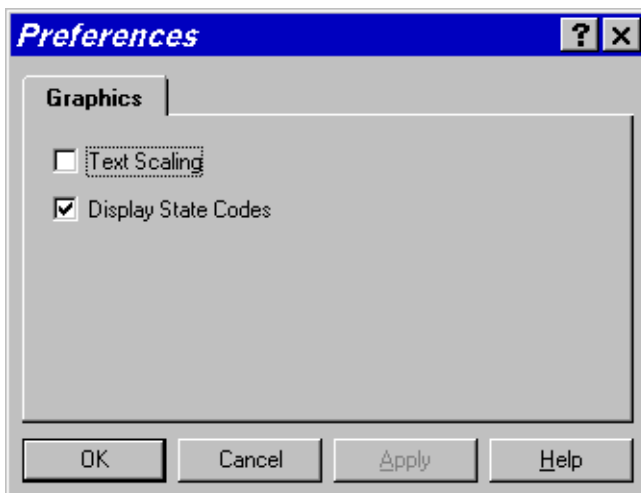 Preferences
Graphics
Text Scaling
Display State Codes
OK Cancel Apply Help